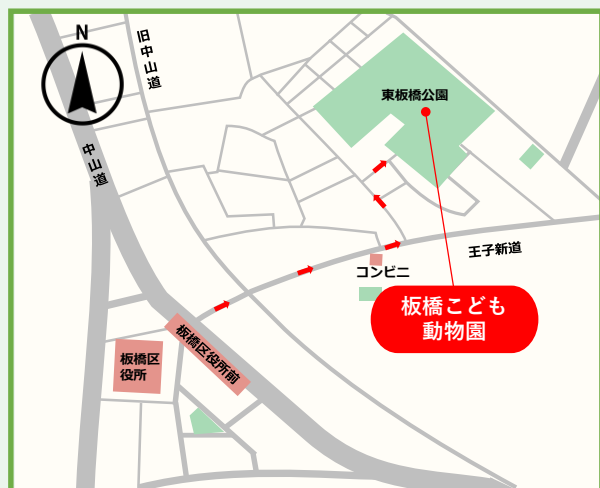 N
旧中山道
中山道
東板橋公園
王子新道
コンビニ
板橋こども
動物園
板橋区役所前
板橋区
役所